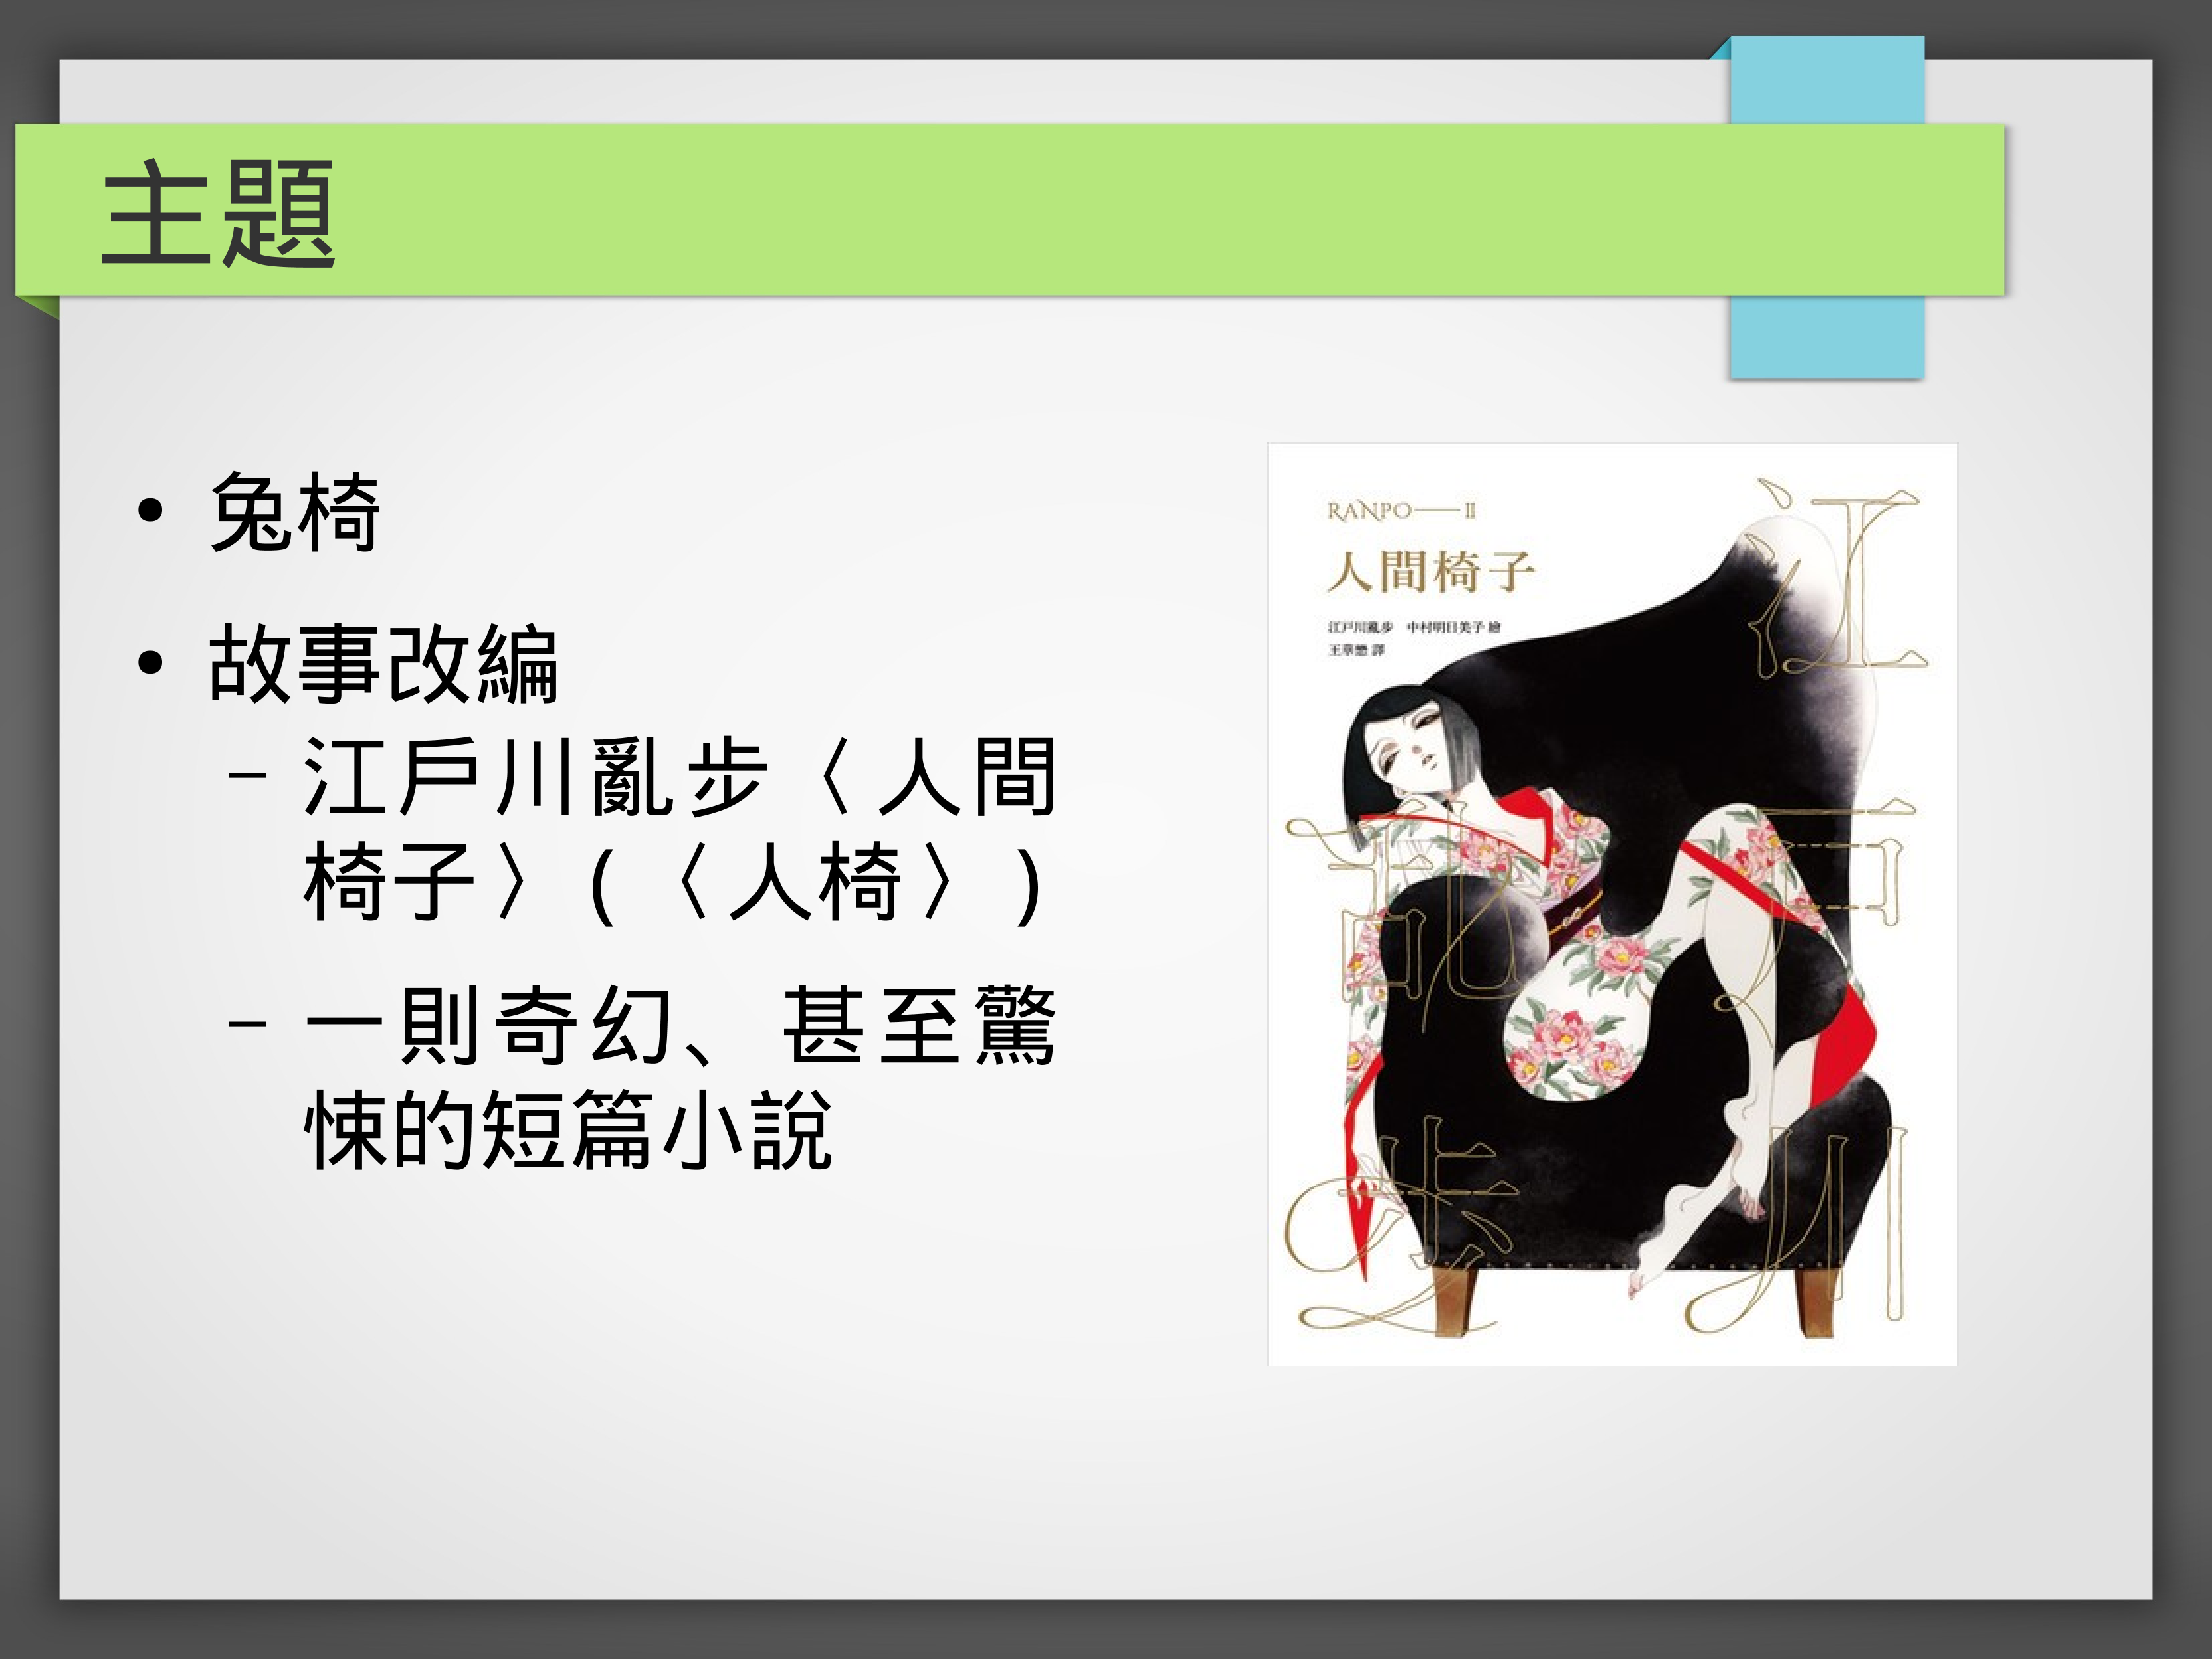 主題
• 兔椅
• 故事改編
– 江戶川亂步〈人間
椅子〉(〈人椅〉)
– 一則奇幻、甚至驚
悚的短篇小說
RANPO——II
人間椅子
江戶川亂步 中村明日美子 繪
王華懋 譯
江
戶
川
亂
步